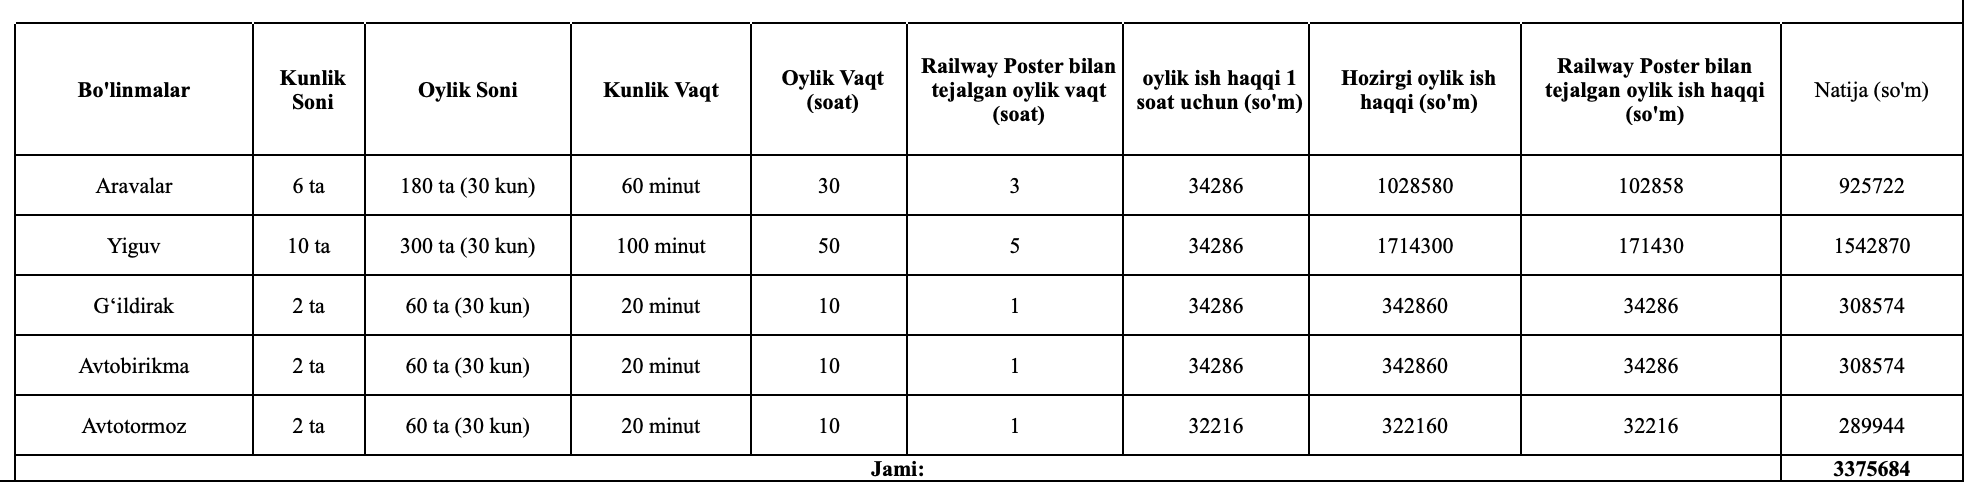 Bo'linmalar | Kunlik Soni | Oylik Soni | Kunlik Vaqt | Oylik Vaqt (soat) | Railway Poster bilan tejalgan oylik vaqt (soat) | oylik ish haqqi 1 soat uchun (so'm) | Hozirgi oylik ish haqqi (so'm) | Railway Poster bilan tejalgan oylik ish haqqi (so'm) | Natija (so'm)
Aravalar | 6 ta | 180 ta (30 kun) | 60 minut | 30 | 3 | 34286 | 1028580 | 102858 | 925722
Yiguv | 10 ta | 300 ta (30 kun) | 100 minut | 50 | 5 | 34286 | 1714300 | 171430 | 1542870
G‘ildirak | 2 ta | 60 ta (30 kun) | 20 minut | 10 | 1 | 34286 | 342860 | 34286 | 308574
Avtobirikma | 2 ta | 60 ta (30 kun) | 20 minut | 10 | 1 | 34286 | 342860 | 34286 | 308574
Avtotormoz | 2 ta | 60 ta (30 kun) | 20 minut | 10 | 1 | 32216 | 322160 | 32216 | 289944
Jami: | 3375684